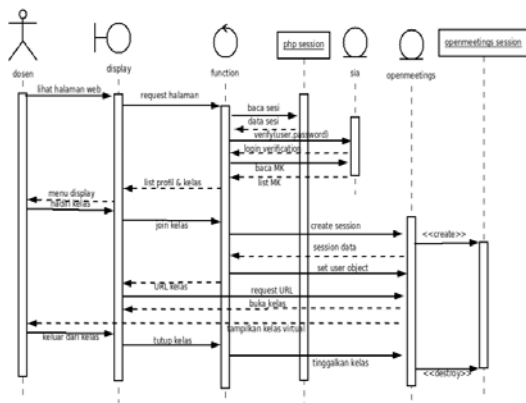 dosen
display
function
php session
sia
openmeetings
openmeetings session
lihat halaman web
request halaman
baca sesi
data sesi
verify(user,password)
login verification
baca MK
list MK
list profil & kelas
menu display
hadiri kelas
join kelas
create session
<<create>>
session data
set user object
URL kelas
request URL
buka kelas
tampilkan kelas virtual
keluar dari kelas
tutup kelas
tinggalkan kelas
<<destroy>>